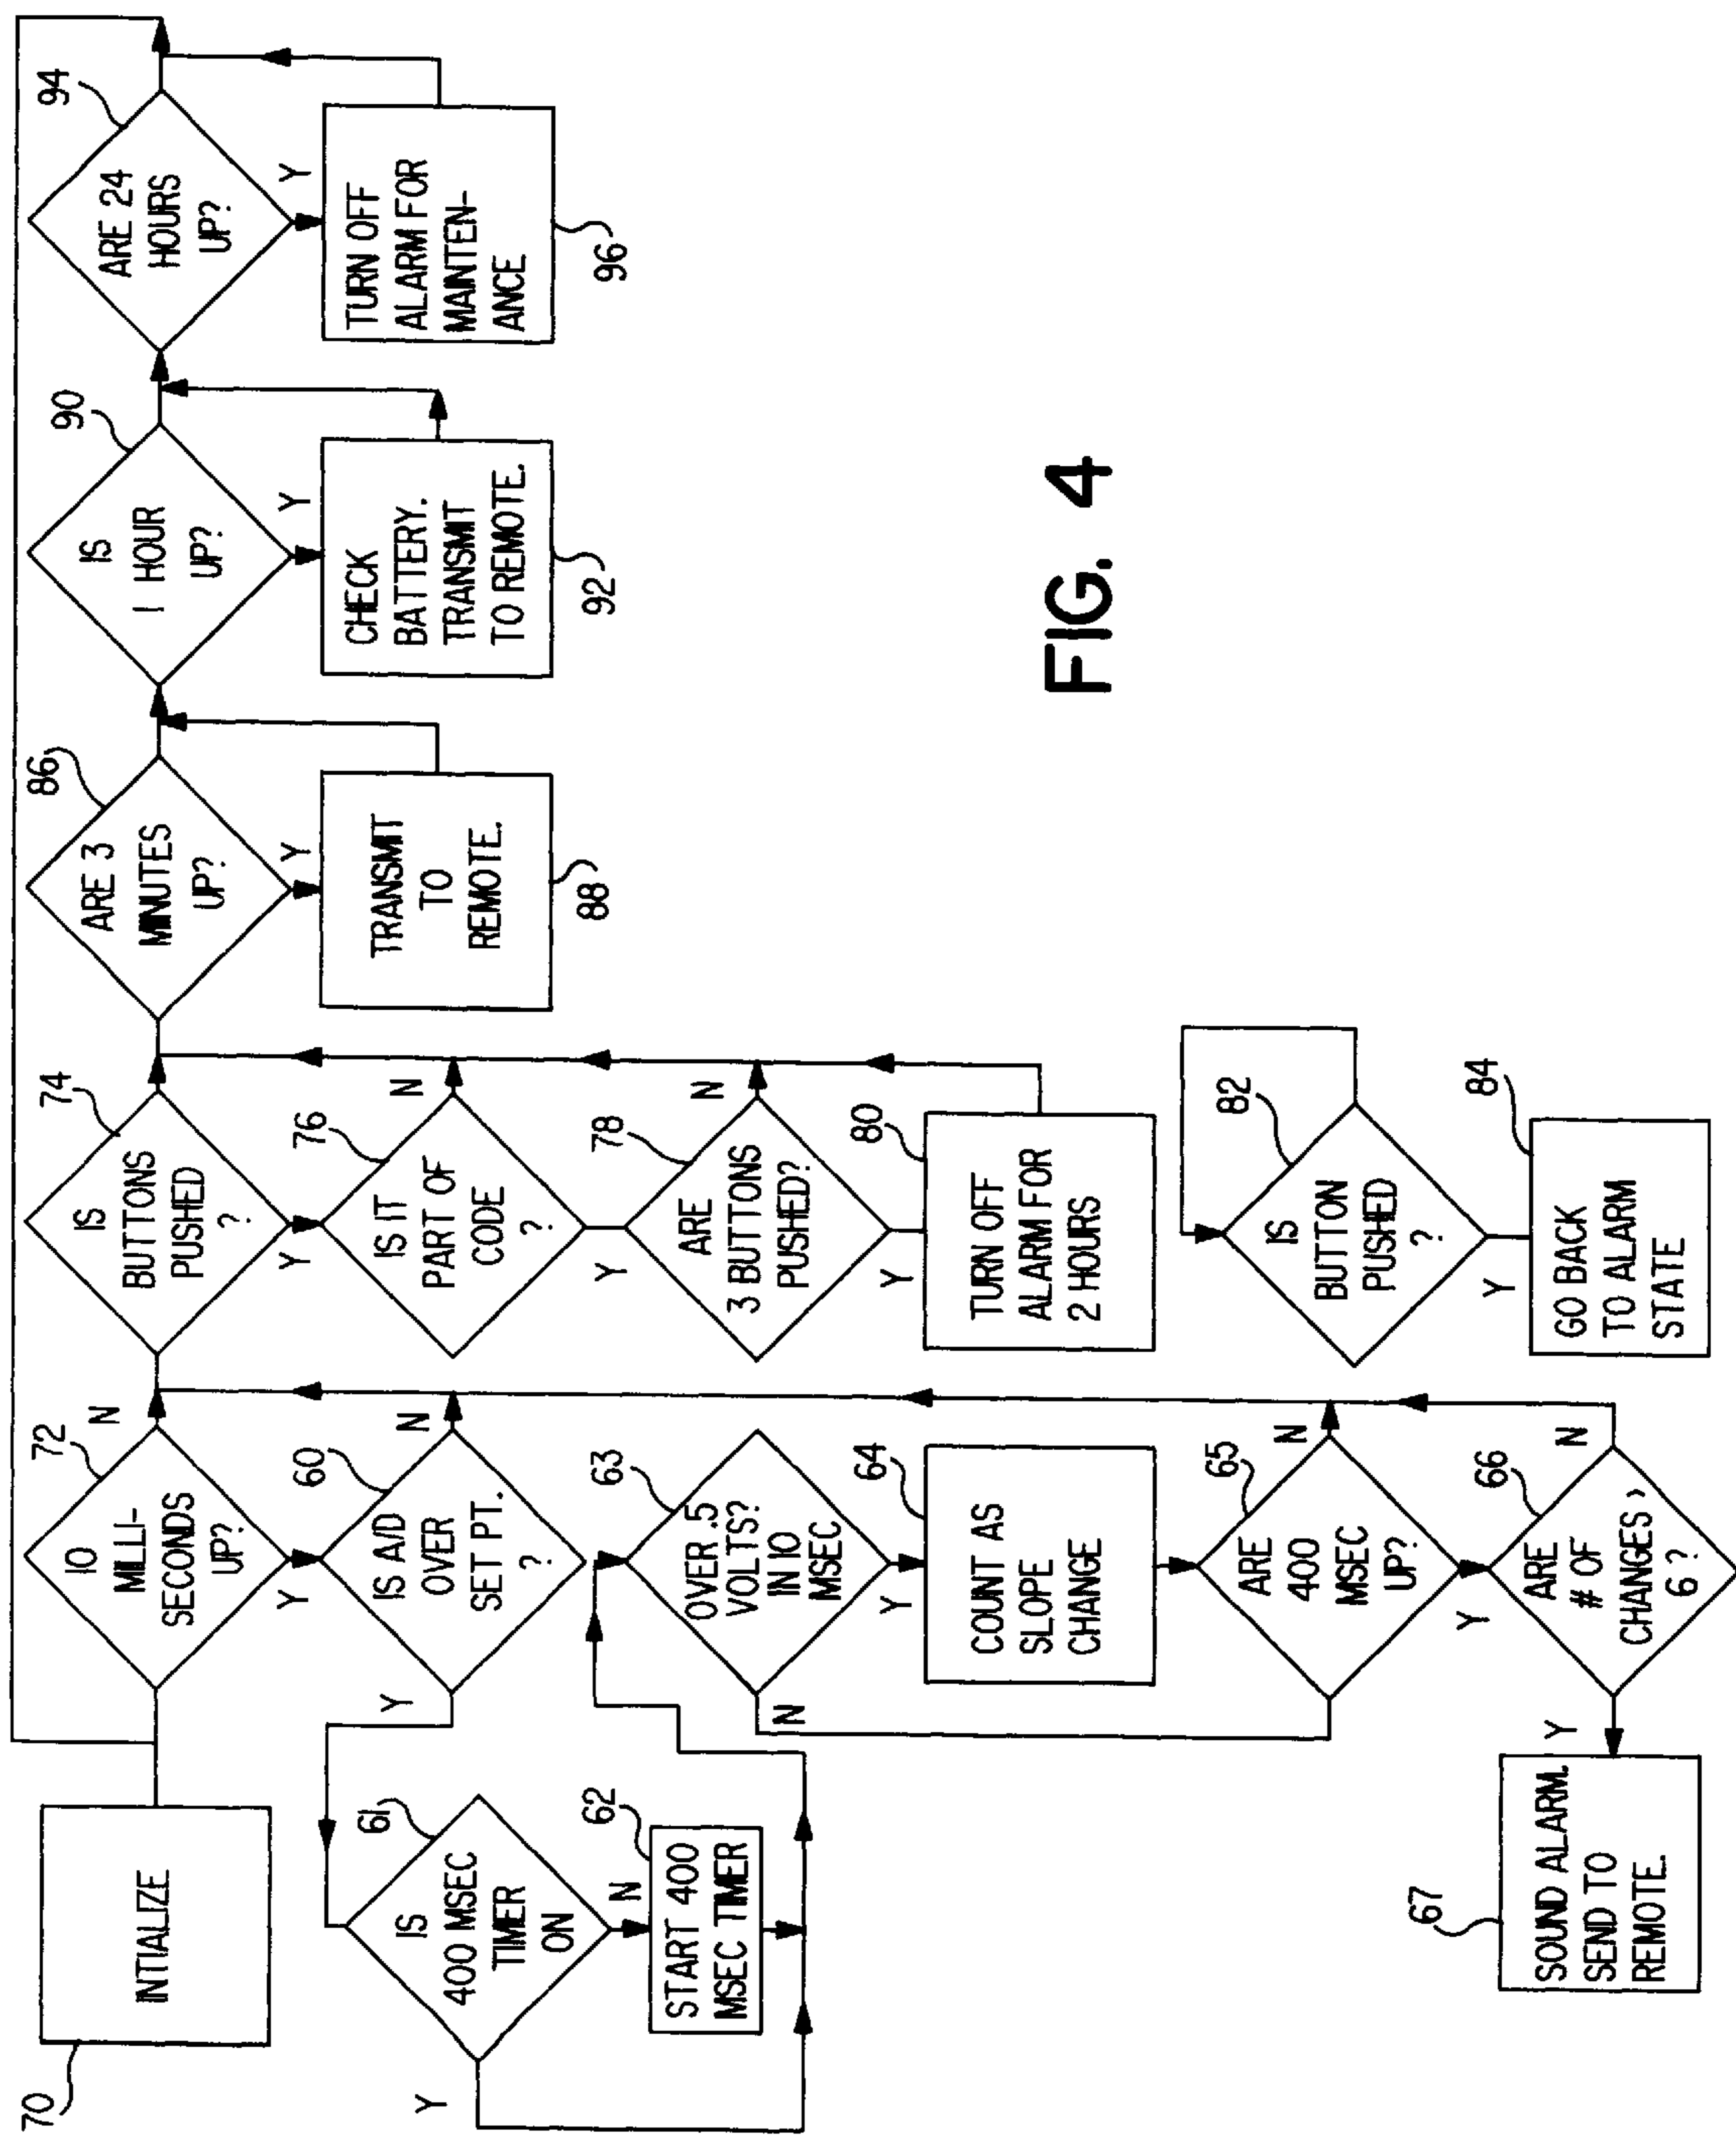 70
INTIALIZE
72
10
MILLI-
SECONDS
UP?
N
Y
74
IS
BUTTONS
PUSHED
?
Y
86
ARE 3
MINUTES
UP?
Y
90
IS
1 HOUR
UP?
Y
94
ARE 24
HOURS
UP?
Y
60
IS A/D
OVER
SET PT.
?
Y
N
76
IS IT
PART OF
CODE
?
N
Y
TRANSMIT
TO
REMOTE.
88
CHECK
BATTERY.
TRANSMIT
TO REMOTE.
92
TURN OFF
ALARM FOR
MAINTEN-
ANCE
96
61
IS
400 MSEC
TIMER
ON
Y
N
62
START 400
MSEC TIMER
63
OVER .5
VOLTS?
IN 10
MSEC
N
Y
78
ARE
3 BUTTONS
PUSHED?
N
Y
64
COUNT AS
SLOPE
CHANGE
80
TURN OFF
ALARM FOR
2 HOURS
65
ARE
400
MSEC
UP?
N
Y
82
IS
BUTTON
PUSHED
?
Y
66
ARE
# OF
CHANGES >
6 ?
N
Y
84
GO BACK
TO ALARM
STATE
67
SOUND ALARM.
SEND TO
REMOTE.
FIG. 4